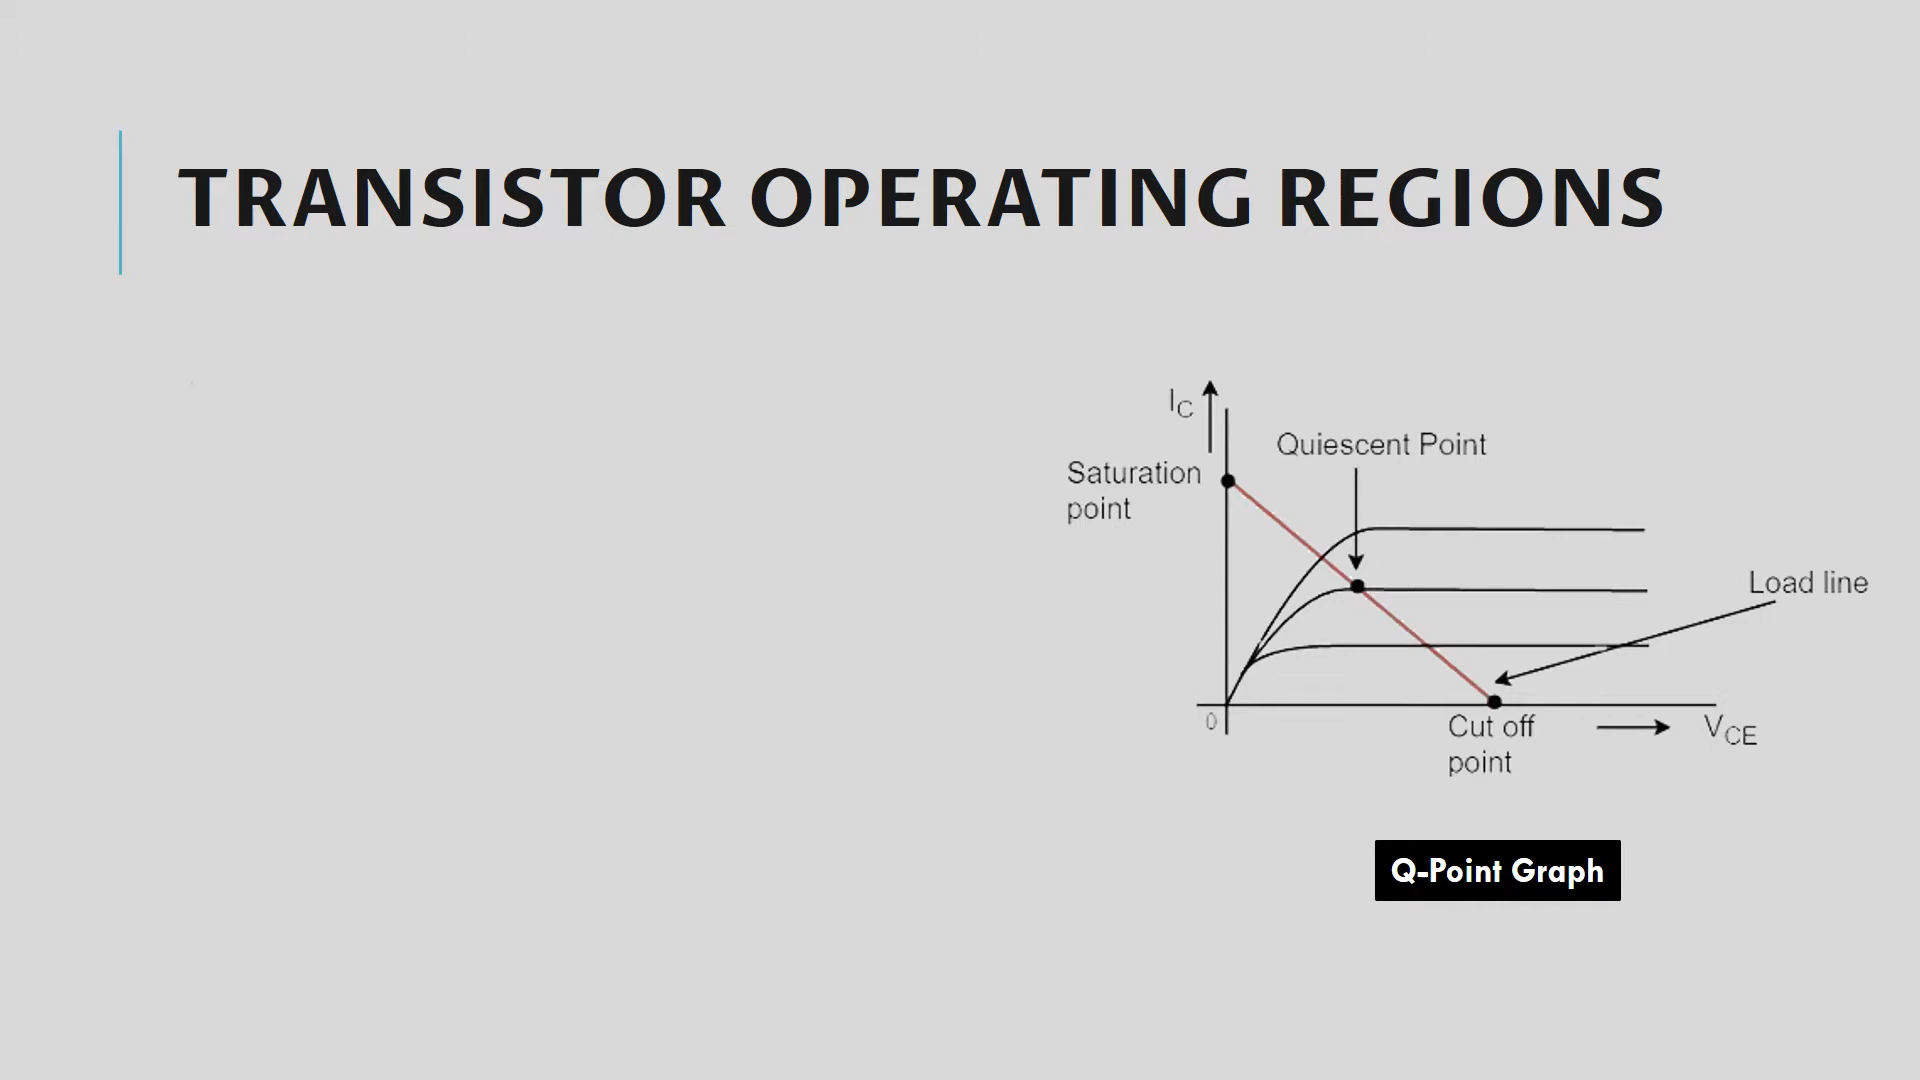 TRANSISTOR OPERATING REGIONS
IC
Quiescent Point
Saturation
point
Load line
0
Cut off
point
VCE
Q-Point Graph